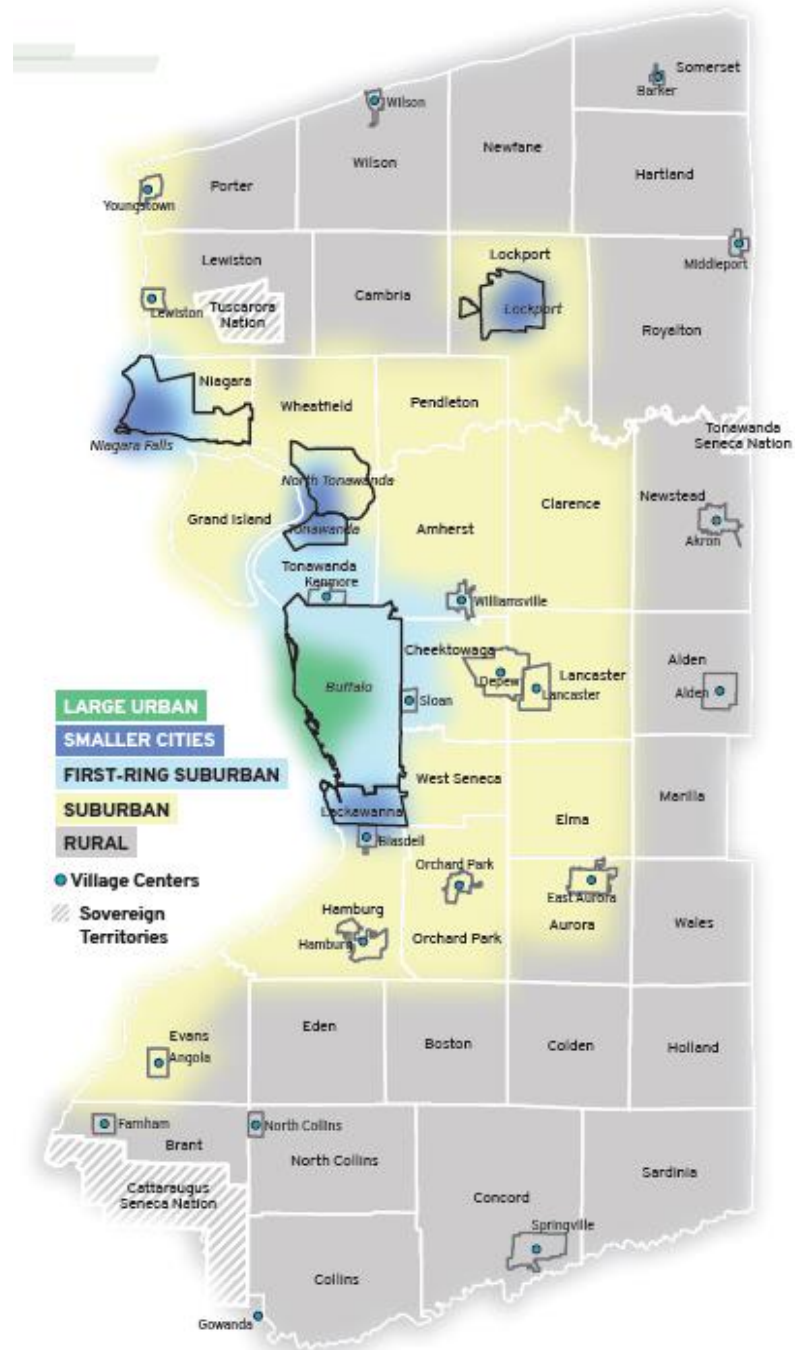 Somerset
Barker
Wilson
Newfane
Wilson
Hartland
Porter
Youngstown
Lewiston
Lockport
Middleport
Cambria
Lewiston
Tuscarora
Nation
Lockport
Royalton
Niagara
Wheatfield
Pendleton
Niagara Falls
Tonawanda
Seneca Nation
North Tonawanda
Clarence
Newstead
Grand Island
Tonawanda
Amherst
Akron
Tonawanda
Kenmore
Williamsville
Cheektowaga
Alden
Depew
Lancaster
Buffalo
Lancaster
Alden
Sloan
LARGE URBAN
SMALLER CITIES
FIRST-RING SUBURBAN
SUBURBAN
RURAL
Village Centers
Sovereign
Territories
West Seneca
Marilla
Lackawanna
Elma
Blasdell
Orchard Park
East Aurora
Hamburg
Aurora
Wales
Hamburg
Orchard Park
Eden
Evans
Boston
Colden
Holland
Angola
Farnham
North Collins
Brant
North Collins
Sardinia
Cattaraugus
Seneca Nation
Concord
Springville
Collins
Gowanda